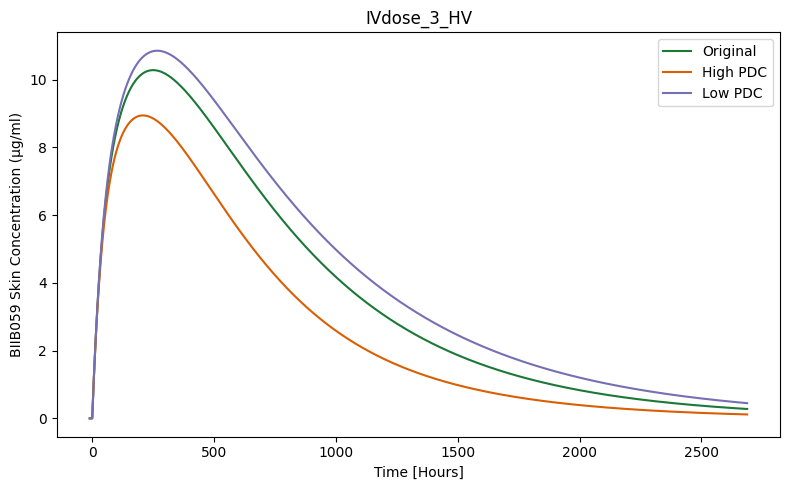 IVdose_3_HV
Original
High PDC
Low PDC
BIIB059 Skin Concentration (µg/ml)
10
8
6
4
2
0
0 500 1000 1500 2000 2500
Time [Hours]